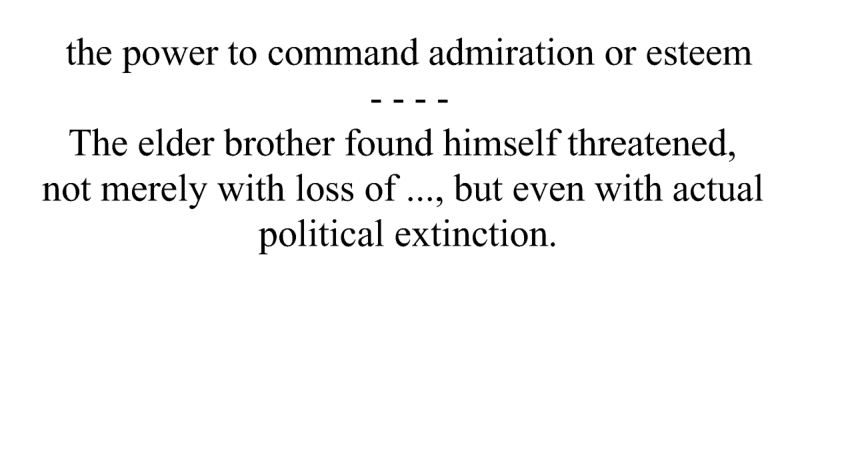 the power to command admiration or esteem
- - - -
The elder brother found himself threatened,
not merely with loss of ..., but even with actual
political extinction.